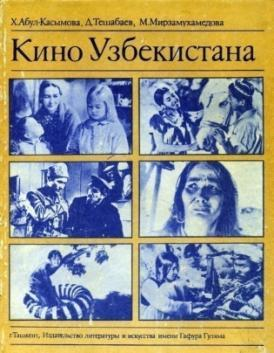 Х.Абул-Касымова, Д.Тешабаев, М.Мирзамухамедова
Кино Узбекистана
г.Ташкент, Издательство литературы и искусства имени Гафура Гуляма